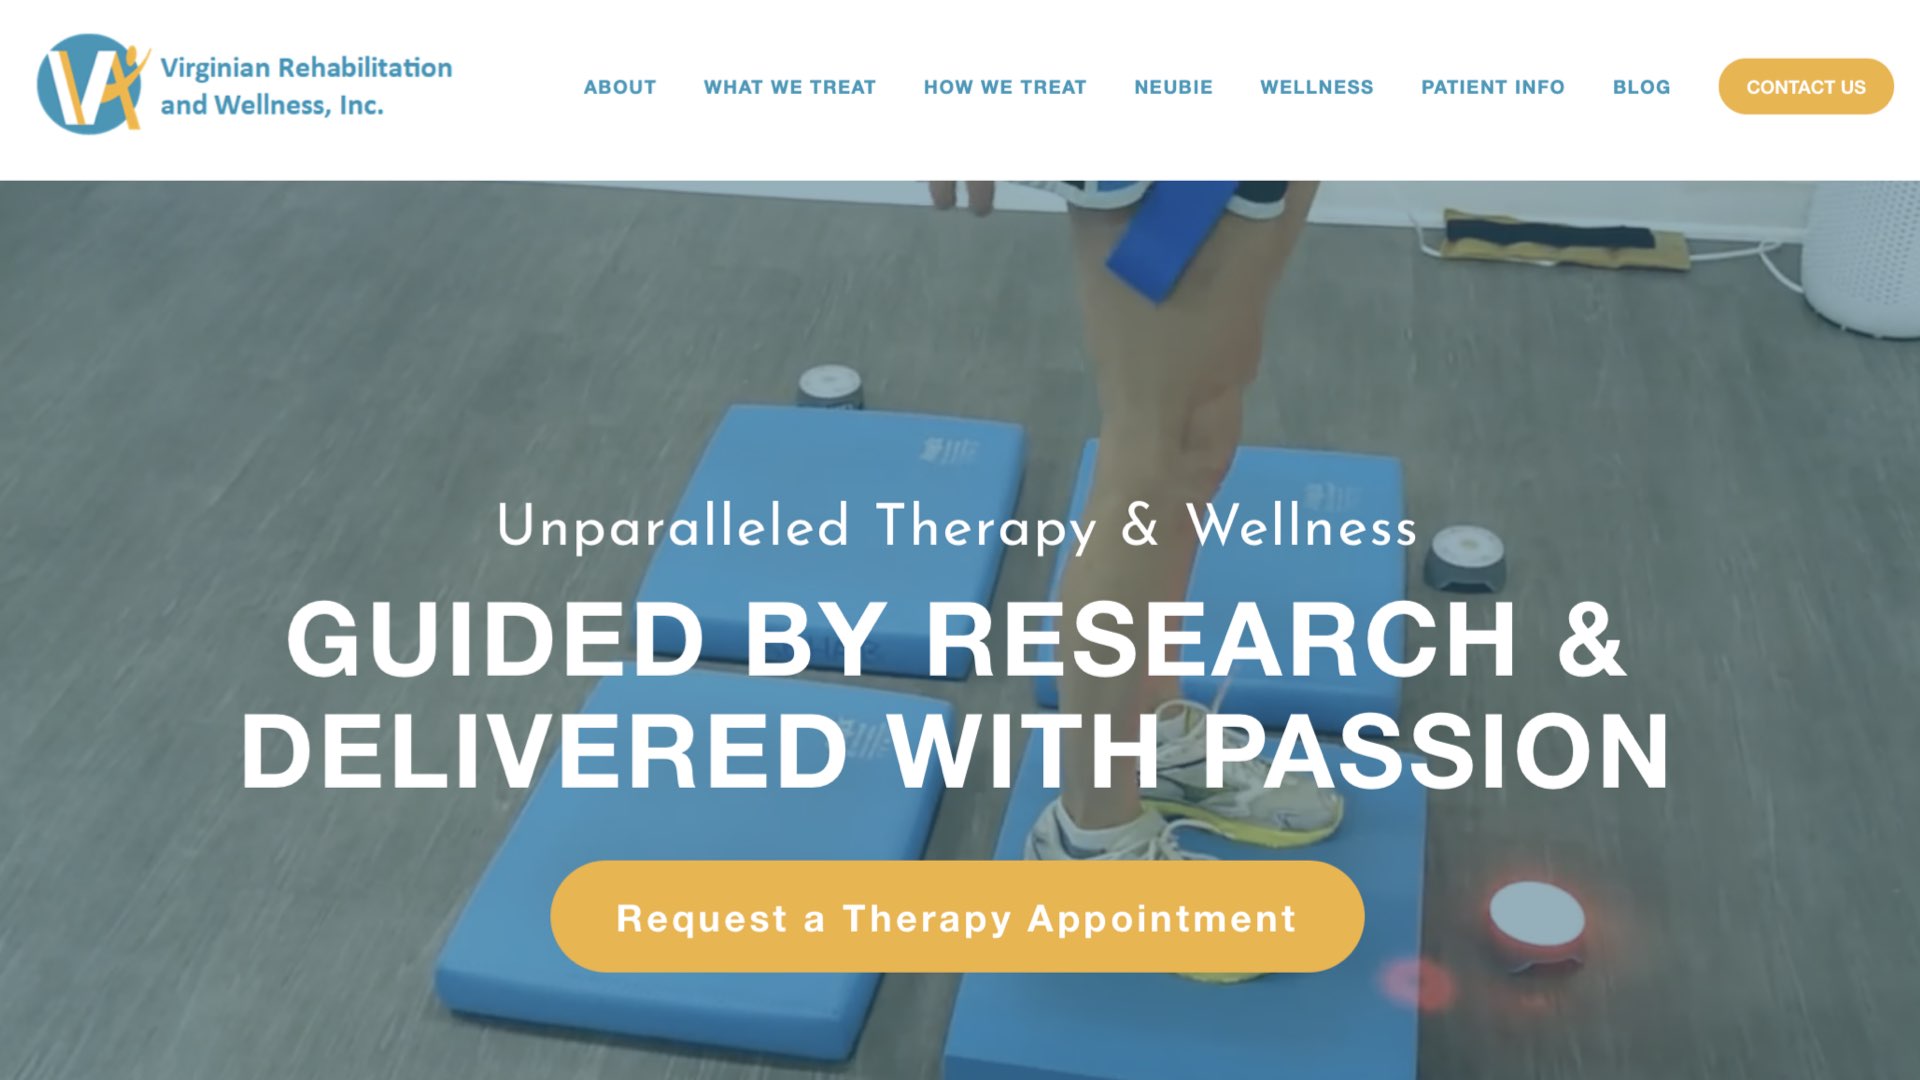 VA
Virginian Rehabilitation
and Wellness, Inc.
ABOUT
WHAT WE TREAT
HOW WE TREAT
NEUBIE
WELLNESS
PATIENT INFO
BLOG
CONTACT US
Unparalleled Therapy & Wellness
GUIDED BY RESEARCH &
DELIVERED WITH PASSION
Request a Therapy Appointment